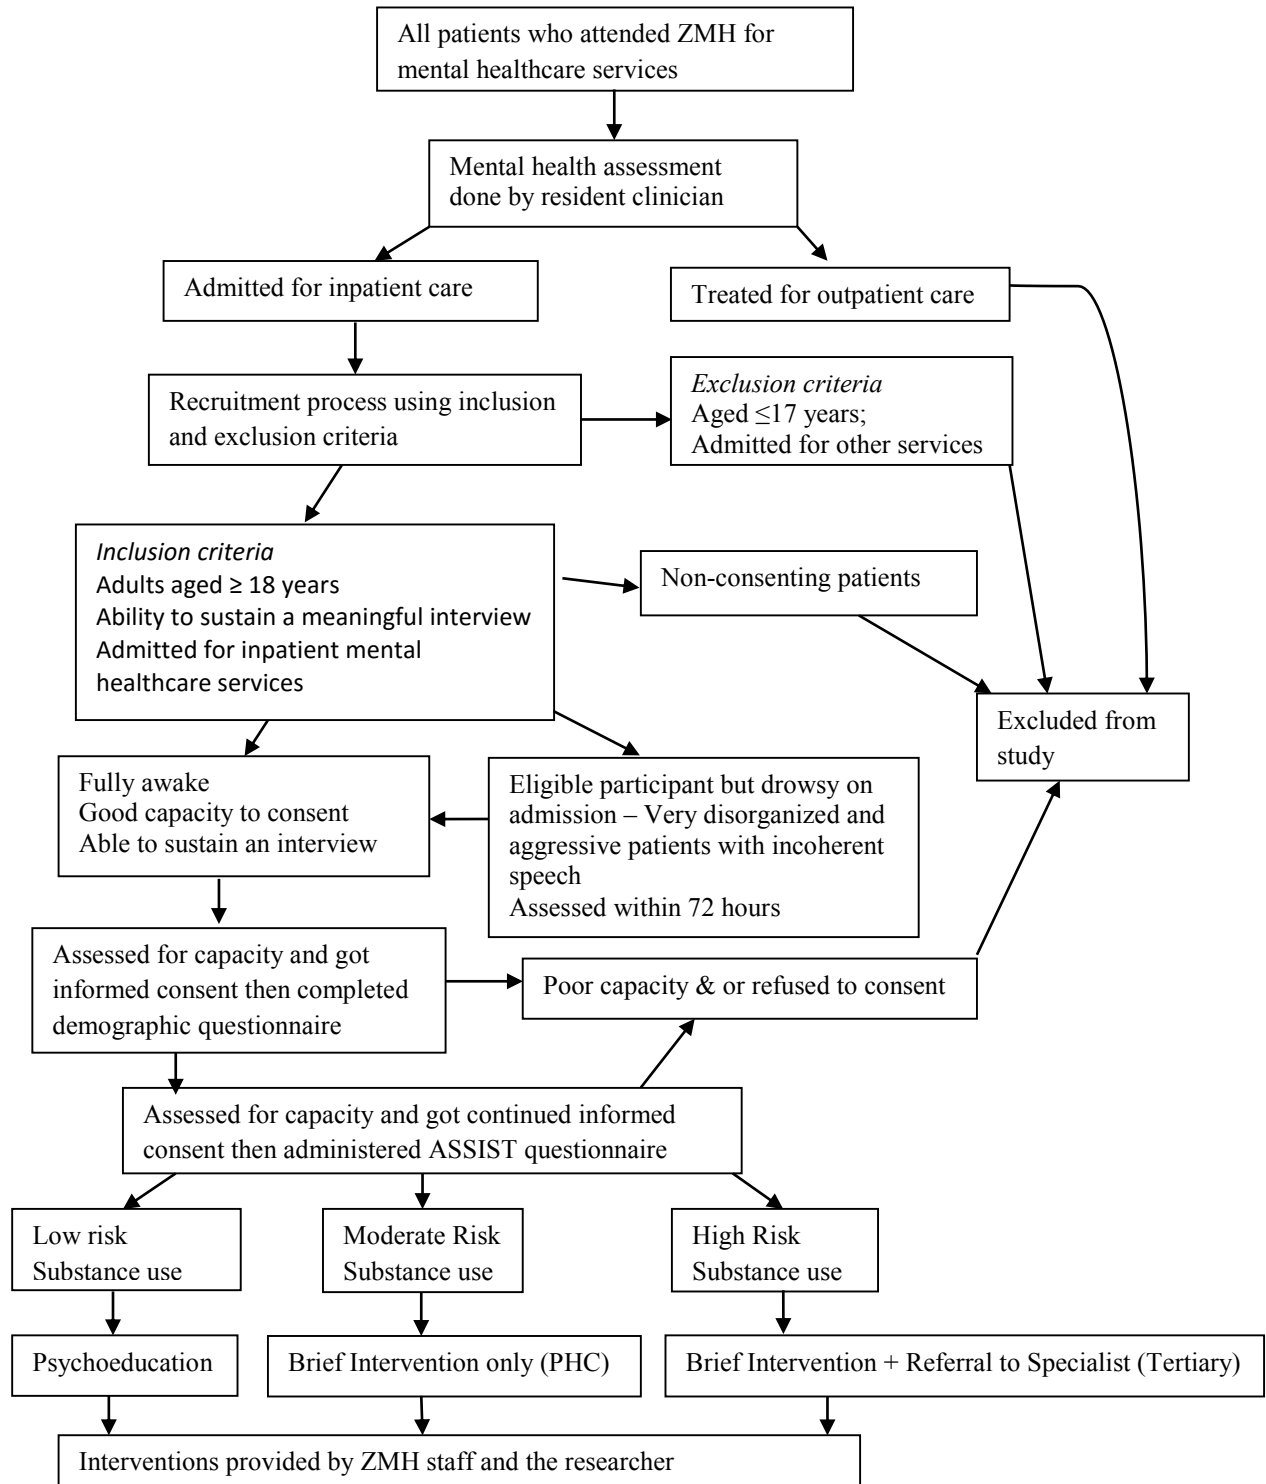 All patients who attended ZMH for
mental healthcare services
Mental health assessment
done by resident clinician
Admitted for inpatient care
Treated for outpatient care
Recruitment process using inclusion
and exclusion criteria
Exclusion criteria
Aged ≤17 years;
Admitted for other services
Inclusion criteria
Adults aged ≥ 18 years
Ability to sustain a meaningful interview
Admitted for inpatient mental
healthcare services
Non-consenting patients
Excluded from
study
Fully awake
Good capacity to consent
Able to sustain an interview
Eligible participant but drowsy on
admission – Very disorganized and
aggressive patients with incoherent
speech
Assessed within 72 hours
Assessed for capacity and got
informed consent then completed
demographic questionnaire
Poor capacity & or refused to consent
Assessed for capacity and got continued informed
consent then administered ASSIST questionnaire
Low risk
Substance use
Moderate Risk
Substance use
High Risk
Substance use
Psychoeducation
Brief Intervention only (PHC)
Brief Intervention + Referral to Specialist (Tertiary)
Interventions provided by ZMH staff and the researcher